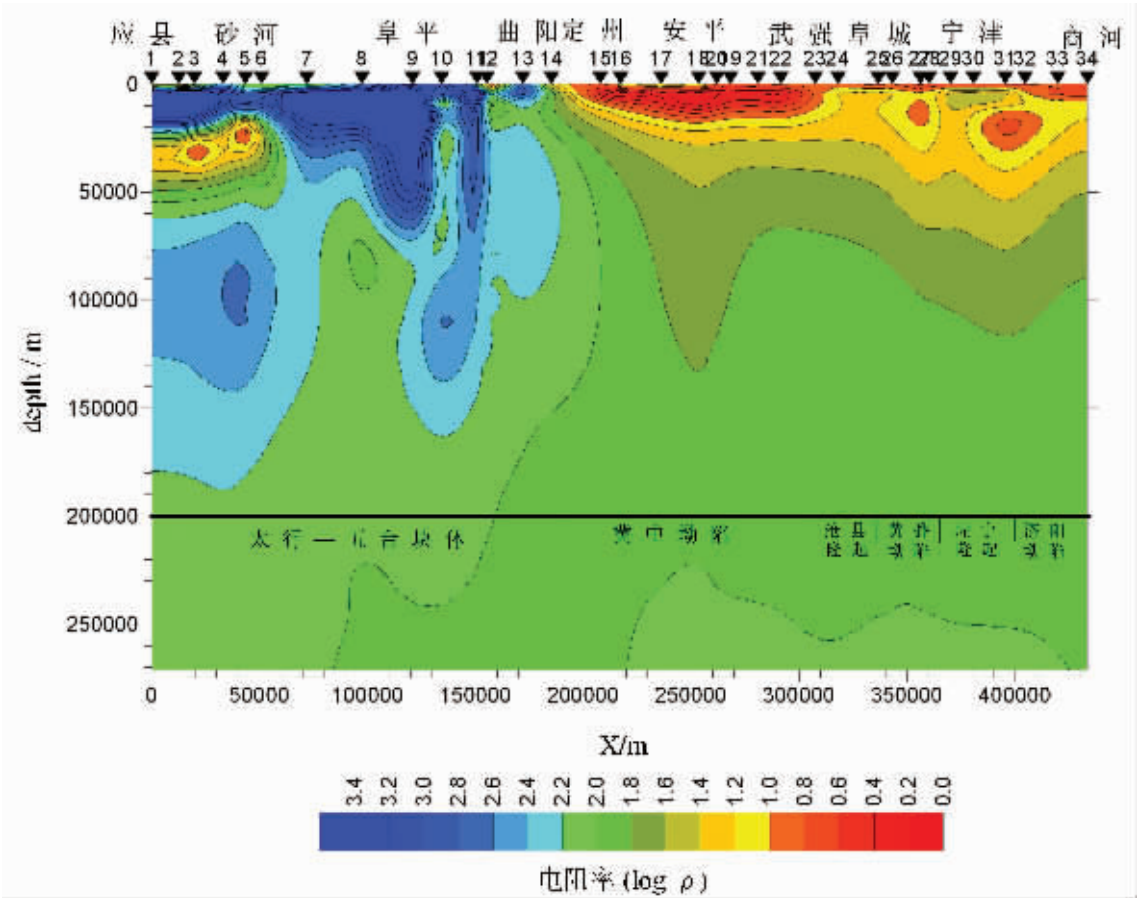 应县 砂河 阜平 曲阳 定州 安平 武强 阜城 宁津 商河
1 2 3 4 5 6 7 8 9 10 11 12 13 14 15 16 17 18 20 19 21 22 23 24 25 26 27 28 29 30 31 32 33 34
0
50000
100000
150000
200000
250000
depth / m
太行—五台块体 冀中坳陷 沧县隆起
0 50000 100000 150000 200000 250000 300000 350000 400000
X/m
3.4 3.0 2.8 2.6 2.4 2.2 2.0 1.8 1.6 1.4 1.2 1.0 0.8 0.6 0.4 0.2 0.0
电阻率 (log ρ)